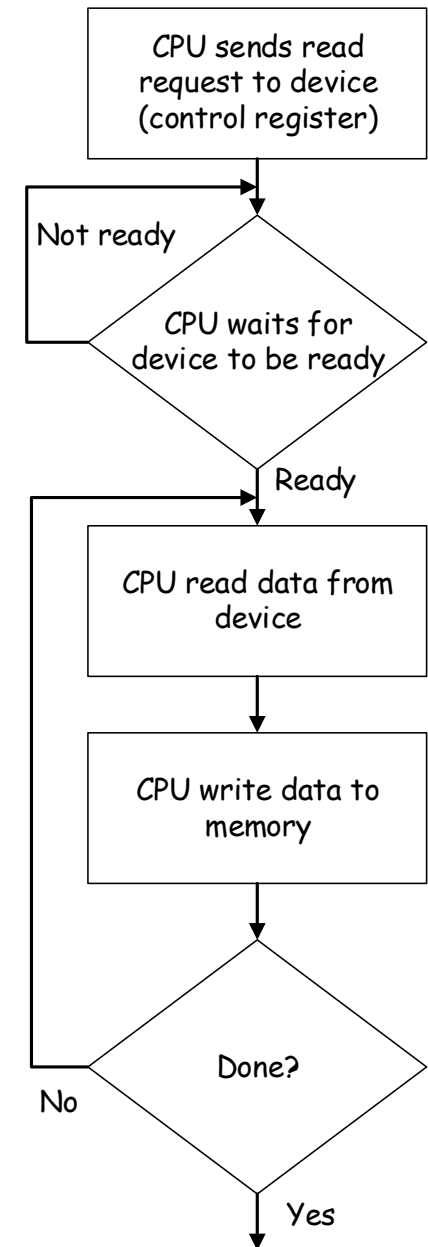 CPU sends read
request to device
(control register)
Not ready
CPU waits for
device to be ready
Ready
CPU read data from
device
CPU write data to
memory
Done?
No
Yes